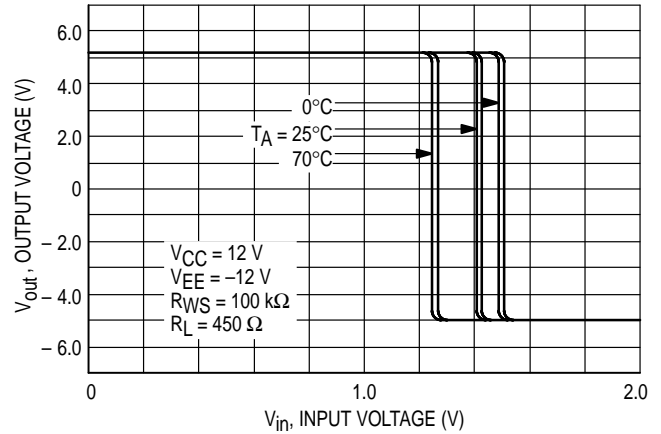 6.0
4.0
2.0
0
– 2.0
– 4.0
– 6.0
Vout, OUTPUT VOLTAGE (V)
0°C
TA = 25°C
70°C
VCC = 12 V
VEE = –12 V
RWS = 100 kΩ
RL = 450 Ω
0
1.0
2.0
Vin, INPUT VOLTAGE (V)